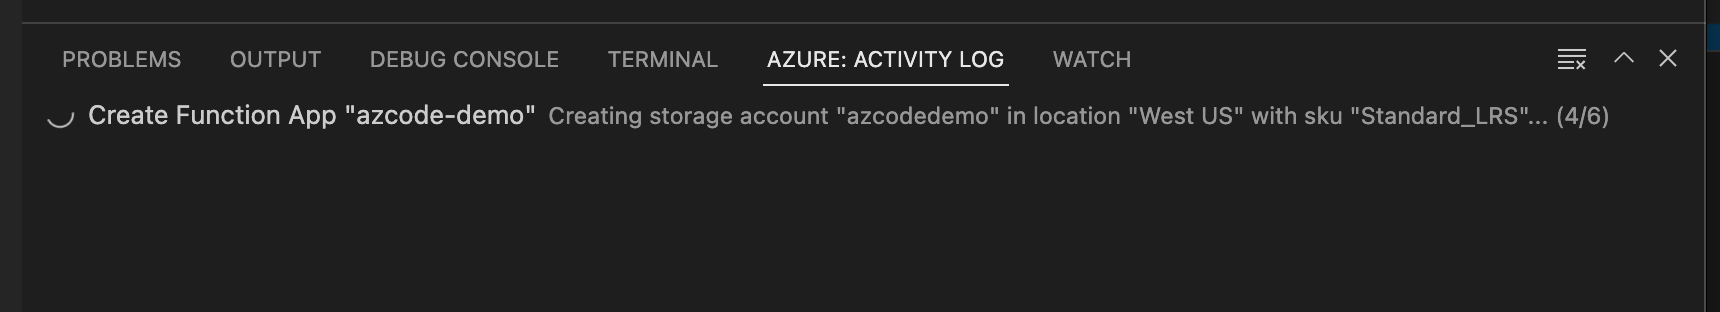 PROBLEMS OUTPUT DEBUG CONSOLE TERMINAL AZURE: ACTIVITY LOG WATCH
Create Function App "azcode-demo" Creating storage account "azcodedemo" in location "West US" with sku "Standard_LRS"... (4/6)